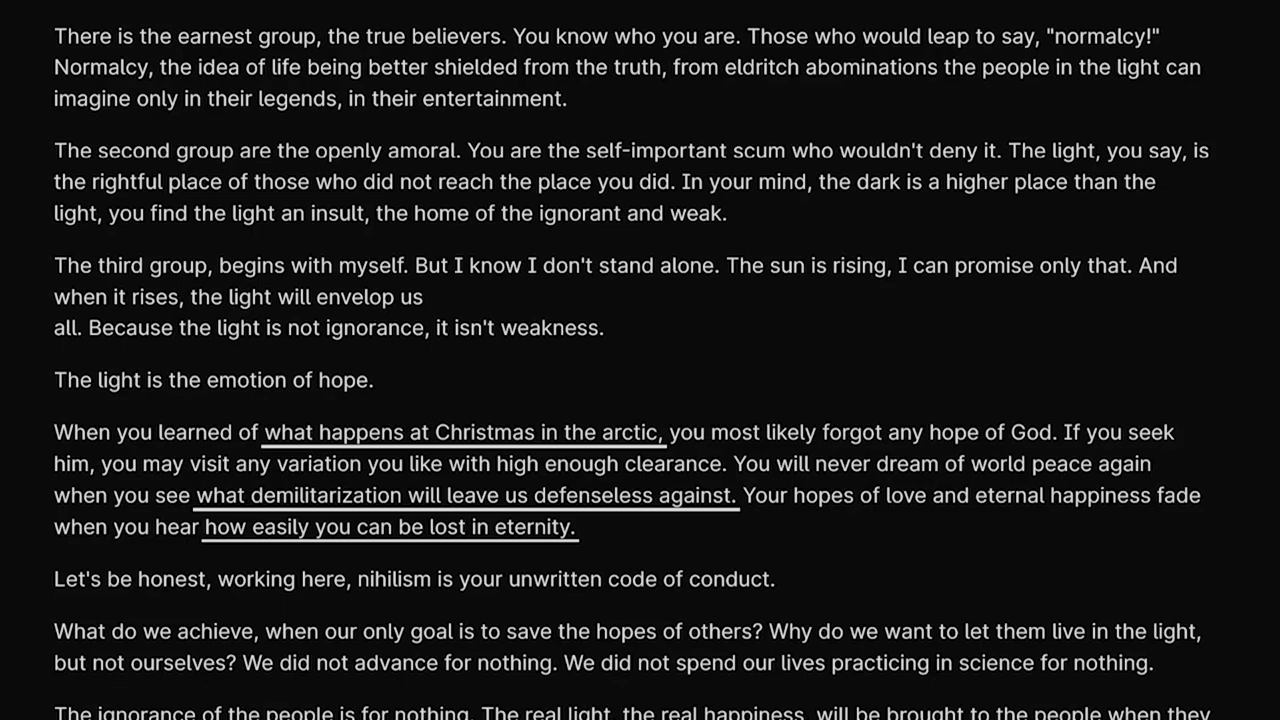 There is the earnest group, the true believers. You know who you are. Those who would leap to say, "normalcy!"
Normalcy, the idea of life being better shielded from the truth, from eldritch abominations the people in the light can
imagine only in their legends, in their entertainment.
The second group are the openly amoral. You are the self-important scum who wouldn't deny it. The light, you say, is
the rightful place of those who did not reach the place you did. In your mind, the dark is a higher place than the
light, you find the light an insult, the home of the ignorant and weak.
The third group, begins with myself. But I know I don't stand alone. The sun is rising, I can promise only that. And
when it rises, the light will envelop us
all. Because the light is not ignorance, it isn't weakness.
The light is the emotion of hope.
When you learned of what happens at Christmas in the arctic, you most likely forgot any hope of God. If you seek
him, you may visit any variation you like with high enough clearance. You will never dream of world peace again
when you see what demilitarization will leave us defenseless against. Your hopes of love and eternal happiness fade
when you hear how easily you can be lost in eternity.
Let's be honest, working here, nihilism is your unwritten code of conduct.
What do we achieve, when our only goal is to save the hopes of others? Why do we want to let them live in the light,
but not ourselves? We did not advance for nothing. We did not spend our lives practicing in science for nothing.
The ignorance of the people is for nothing. The real light, the real happiness, will be brought to the people when they